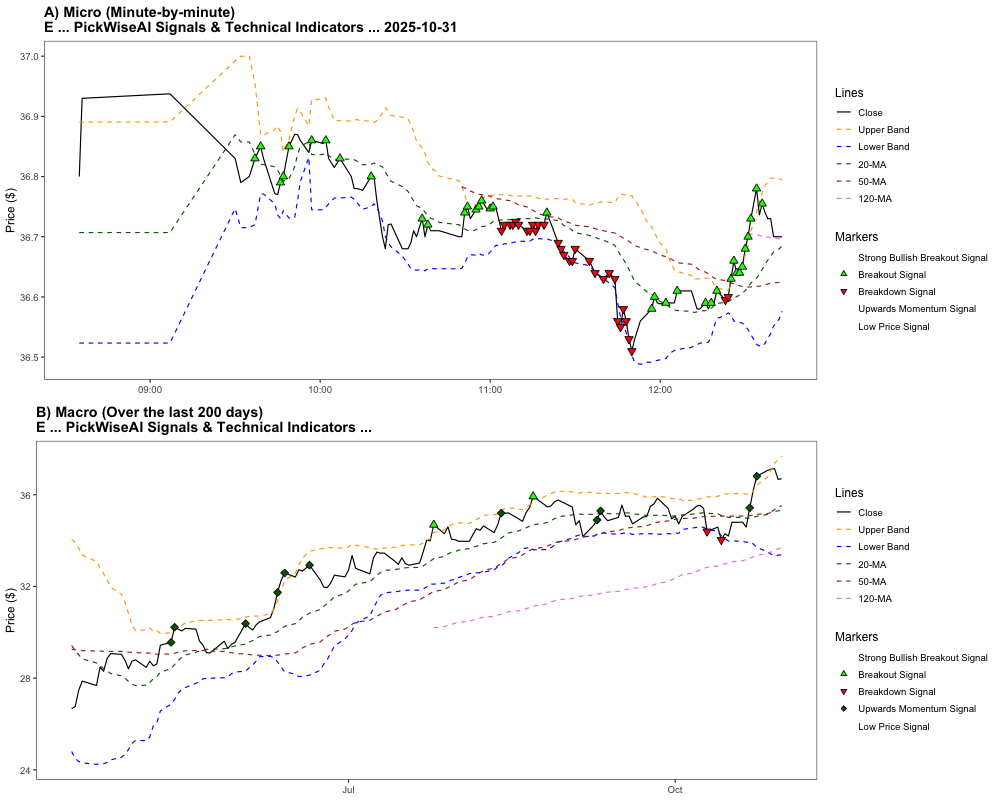 A) Micro (Minute-by-minute)
E ... PickWiseAI Signals & Technical Indicators ... 2025-10-31
37.0
36.9
36.8
36.7
36.6
36.5
Price ($)
09:00
10:00
11:00
12:00
Lines
Close
Upper Band
Lower Band
20-MA
50-MA
120-MA
Markers
Strong Bullish Breakout Signal
Breakout Signal
Breakdown Signal
Upwards Momentum Signal
Low Price Signal
B) Macro (Over the last 200 days)
E ... PickWiseAI Signals & Technical Indicators ...
36
32
28
24
Price ($)
Jul
Oct
Lines
Close
Upper Band
Lower Band
20-MA
50-MA
120-MA
Markers
Strong Bullish Breakout Signal
Breakout Signal
Breakdown Signal
Upwards Momentum Signal
Low Price Signal